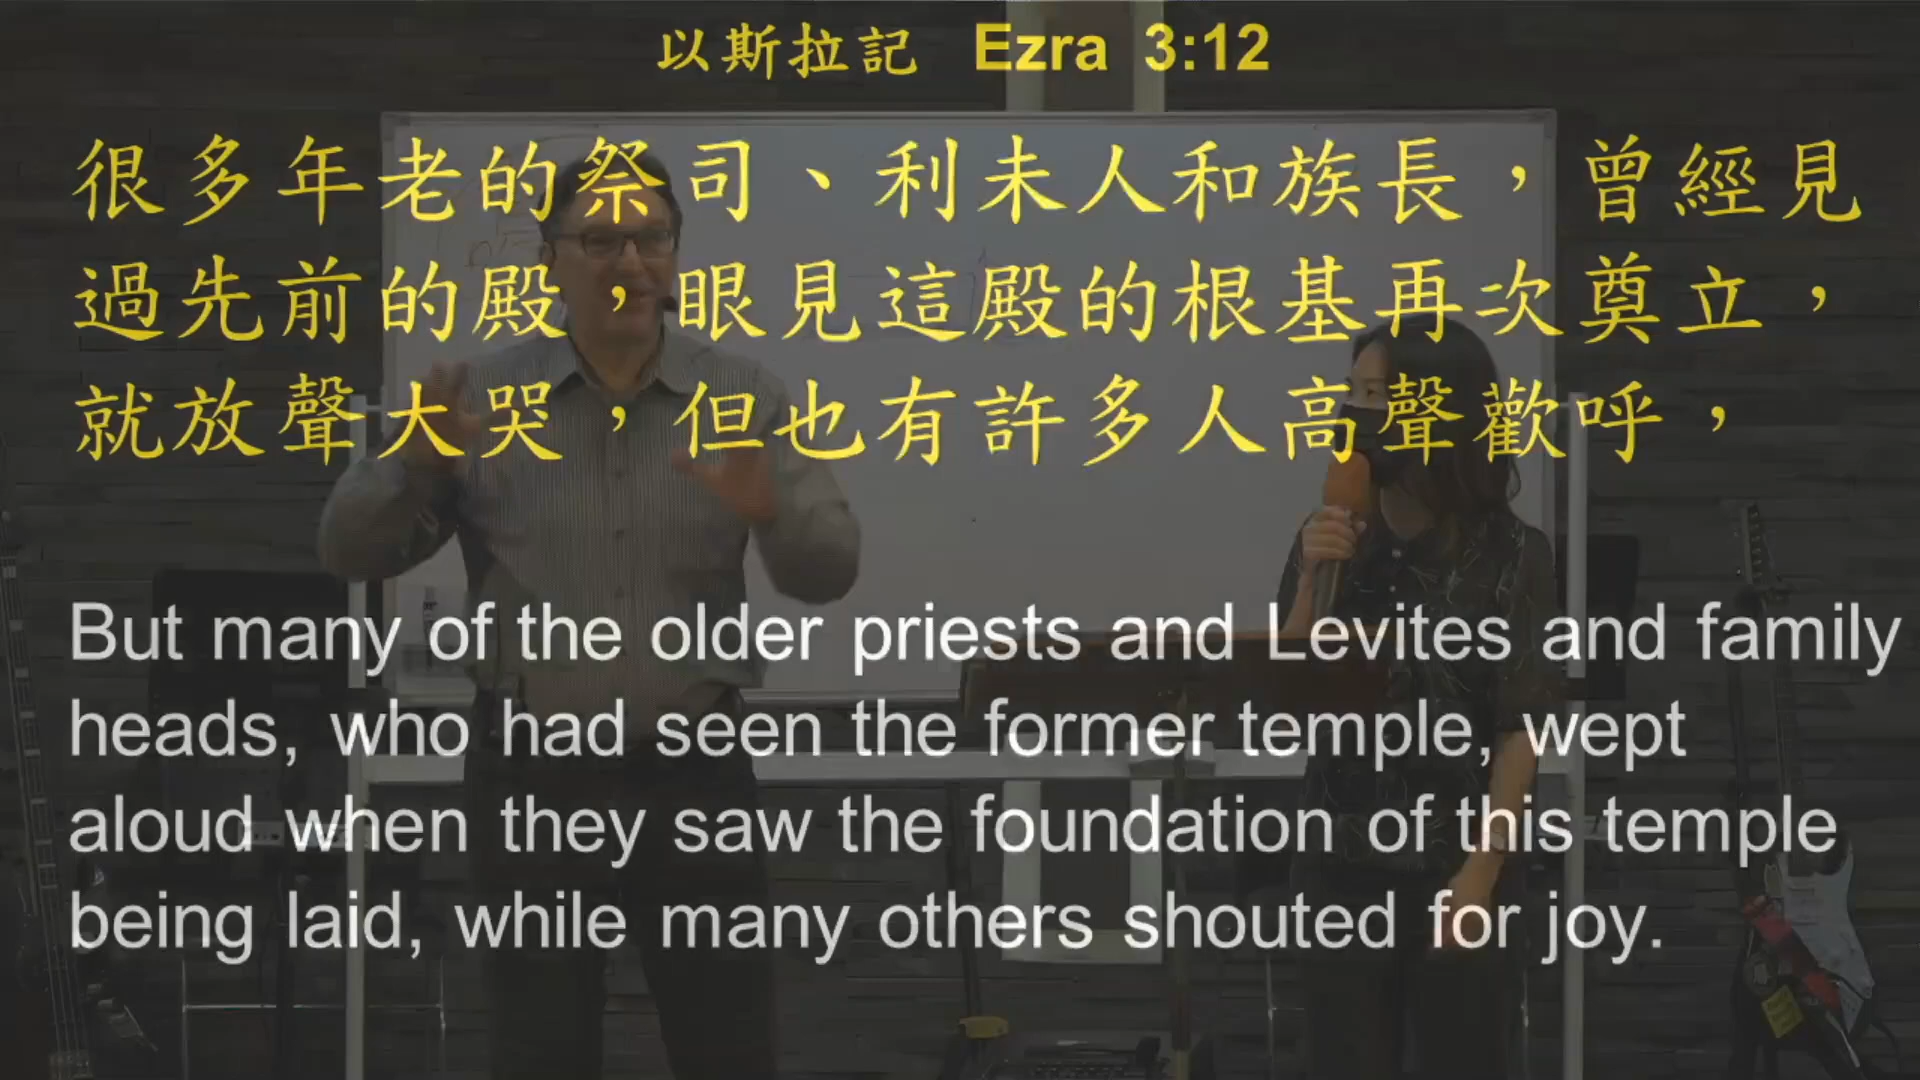 以斯拉記 Ezra 3:12
很多年老的祭司、利未人和族長，曾經見
過先前的殿，眼見這殿的根基再次奠立，
就放聲大哭，但也有許多人高聲歡呼，
But many of the older priests and Levites and family
heads, who had seen the former temple, wept
aloud when they saw the foundation of this temple
being laid, while many others shouted for joy.